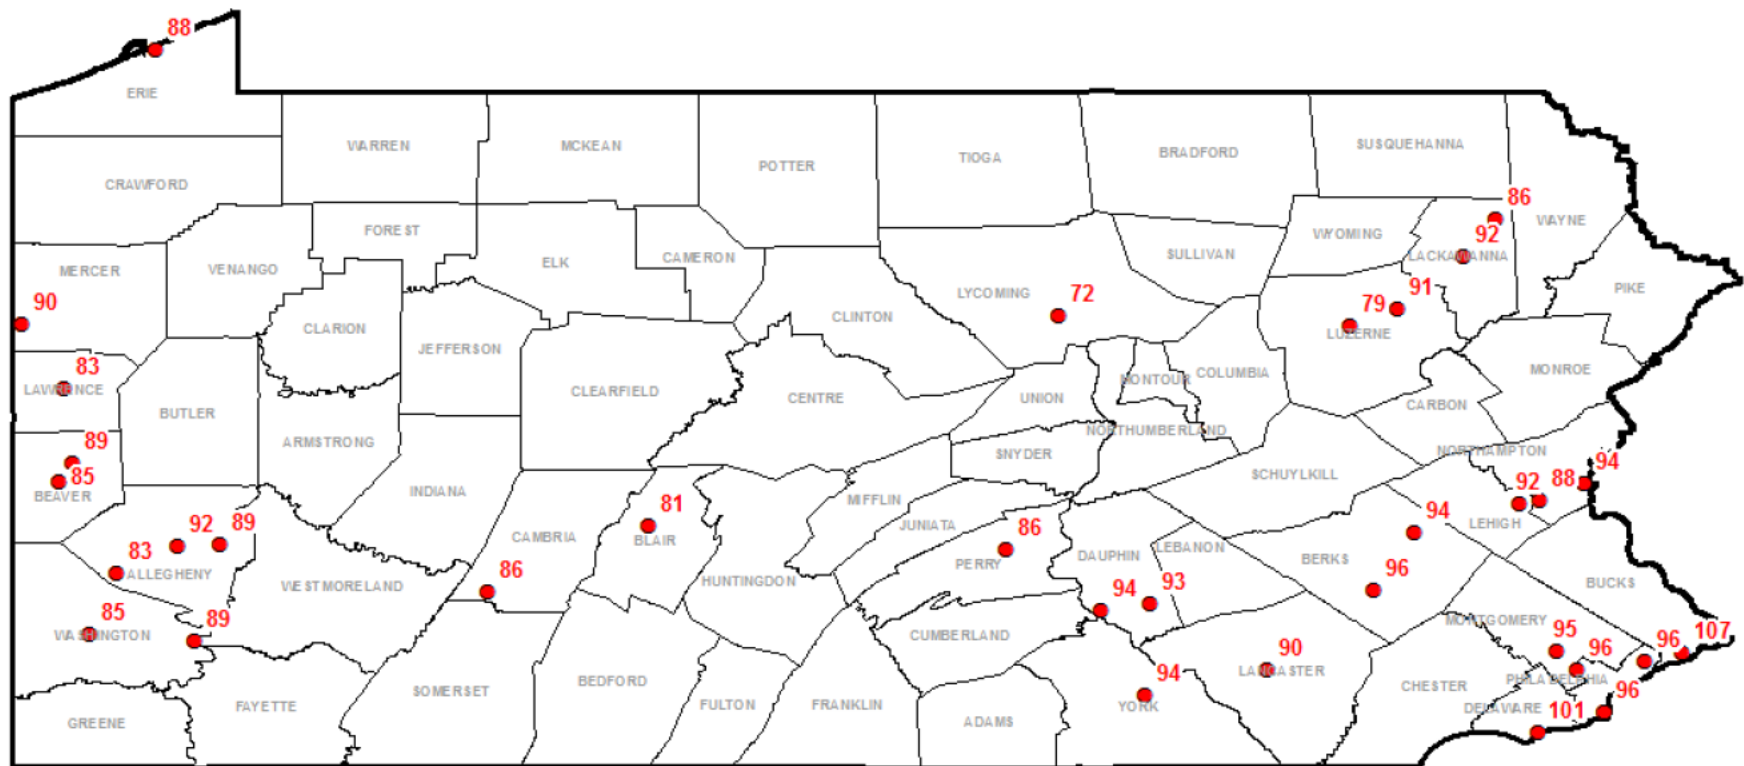 88
ERIE
WARREN
MCKEAN
POTTER
TIOGA
BRADFORD
SUSQUEHANNA
CRAWFORD
86
WAYNE
FOREST
WYOMING
92
LACKAWANNA
MERCER
VENANGO
ELK
CAMERON
SULLIVAN
90
LYCOMING
72
79
91
PIKE
CLARION
CLINTON
LUZERNE
JEFFERSON
83
LAWRENCE
BUTLER
CLEARFIELD
CENTRE
UNION
MONTOUR
COLUMBIA
MONROE
CARBON
89
ARMSTRONG
SNYDER
NORTHUMBERLAND
NORTHAMPTON
94
85
BEAVER
INDIANA
MIFFLIN
SCHUYLKILL
92
88
81
JUNIATA
86
94
LEHIGH
83
92
89
ALLEGHENY
CAMBRIA
BLAIR
PERRY
DAUPHIN
LEBANON
BERKS
96
BUCKS
WESTMORELAND
86
HUNTINGDON
94
93
85
WASHINGTON
89
CUMBERLAND
90
LANCASTER
MONTGOMERY
95
96
96
107
GREENE
FAYETTE
SOMERSET
BEDFORD
FULTON
FRANKLIN
ADAMS
94
YORK
CHESTER
PHILADELPHIA
96
DELAWARE
101